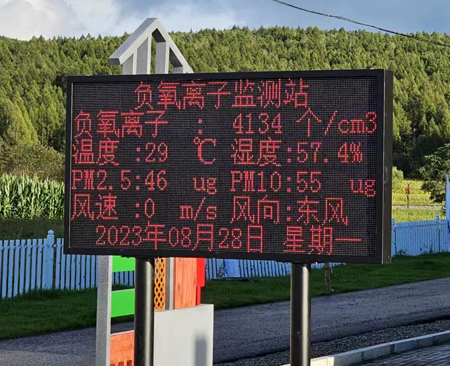 负氧离子监测站
负氧离子 : 4134 个/cm3
温度:29 ℃ 湿度:57.4%
PM2.5:46 ug PM10:55 ug
风速:0 m/s 风向:东风
2023年08月28日 星期一